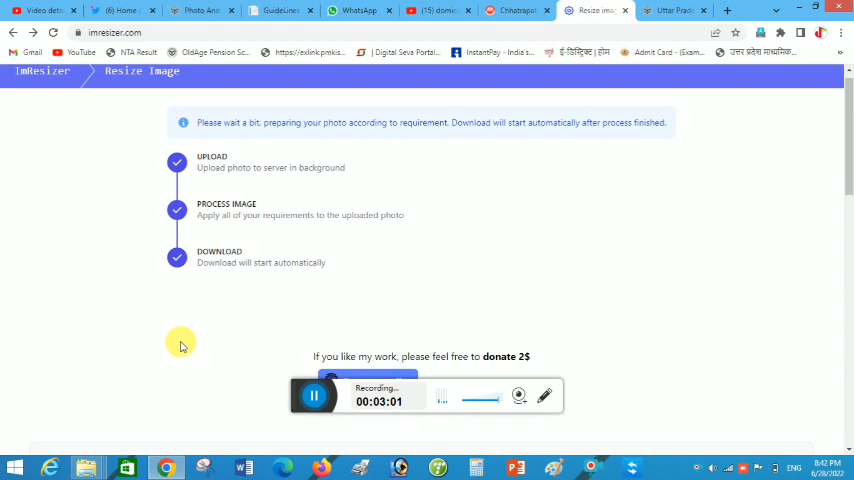 Video deta
(6) Home /
Photo And
GuideLine
WhatsApp
(15) domic
Chhatrapat
Resize imag
Uttar Prade
imresizer.com
Gmail
YouTube
NTA Result
OldAge Pension Sc...
https://exlink.pmkis...
| Digital Seva Portal...
InstantPay - India's...
ई-डिस्ट्रिक्ट | होम
Admit Card - (Exam...
उत्तर प्रदेश माध्यमिक...
»
ImResizer
Resize Image
Please wait a bit. preparing your photo according to requirement. Download will start automatically after process finished.
UPLOAD
Upload photo to server in background
PROCESS IMAGE
Apply all of your requirements to the uploaded photo
DOWNLOAD
Download will start automatically
If you like my work, please feel free to donate 2$
Recording...
00:03:01
ENG
8:42 PM
6/28/2022